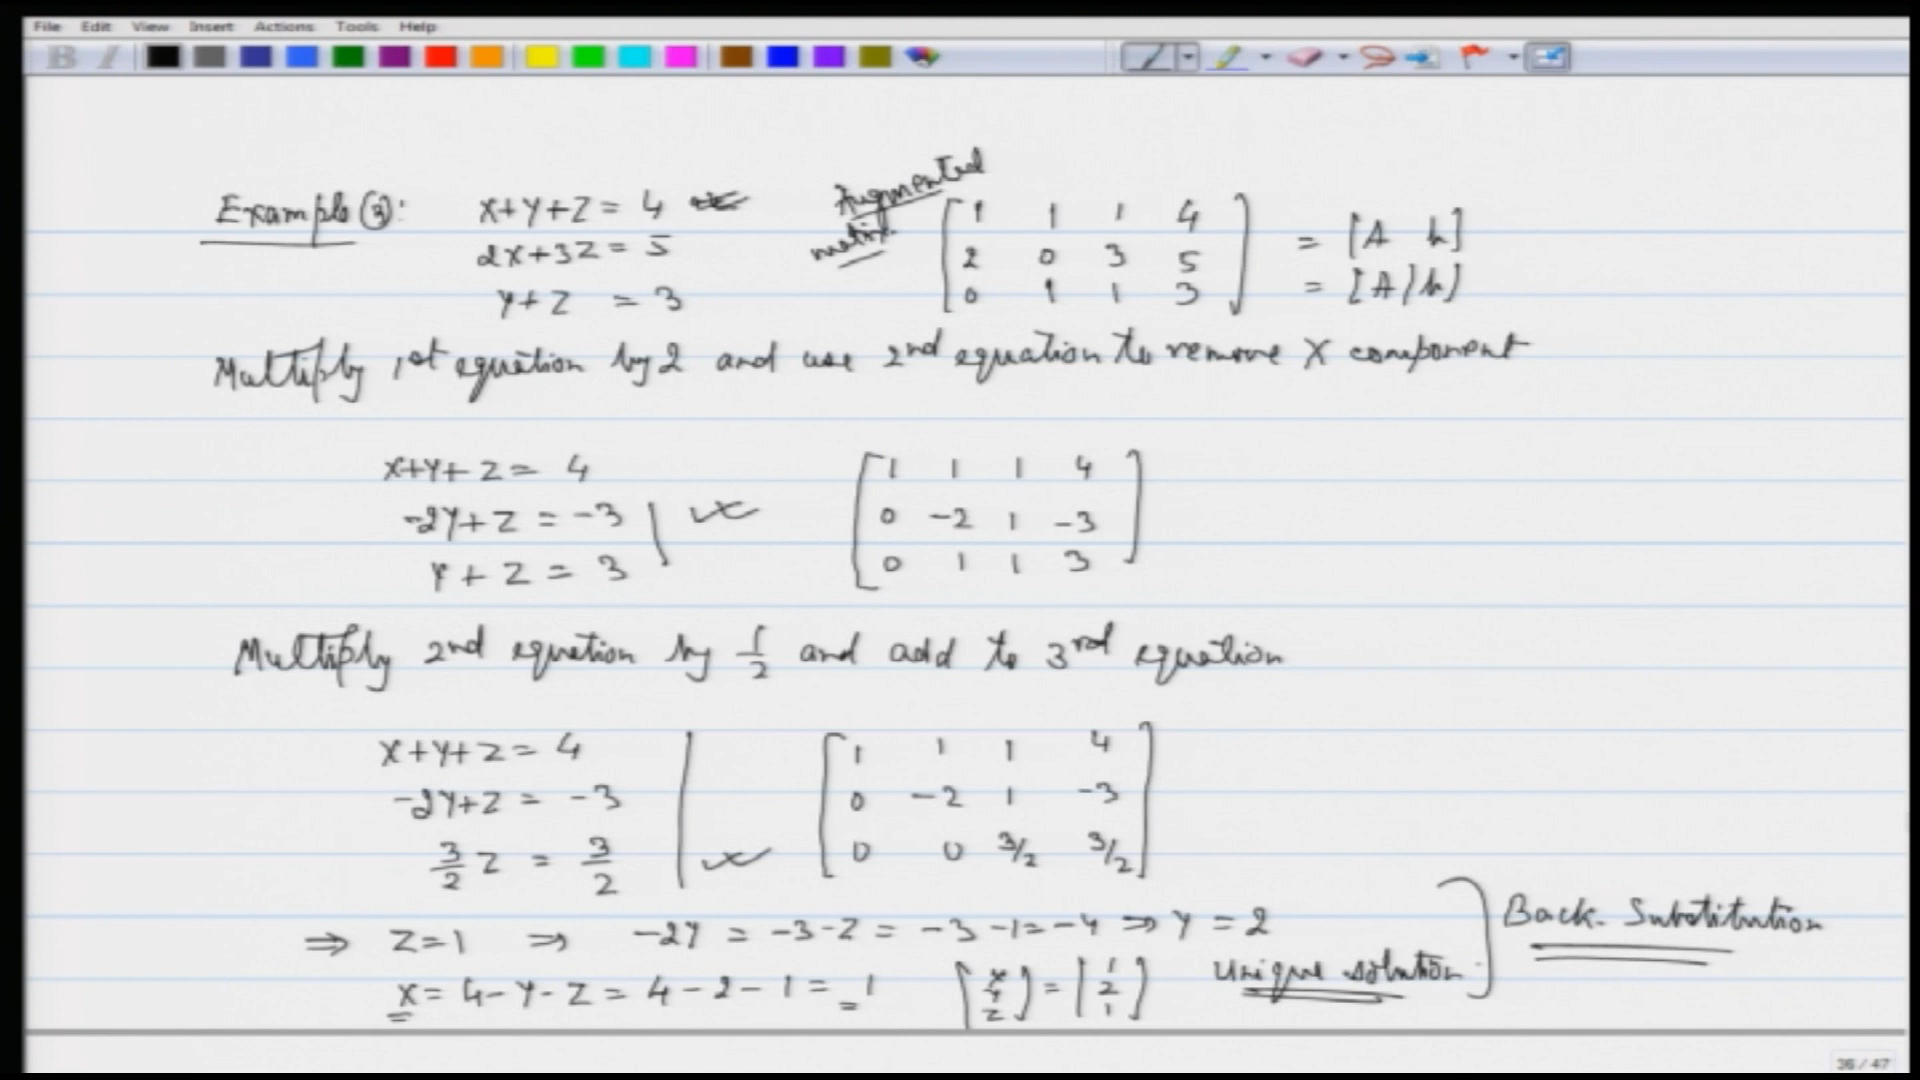 File Edit View Insert Actions Tools Help
B I
Example ③: x+y+z = 4
2x+3z = 5
y+z = 3
Augmented
matrix
[ 1 1 1 4 ]
[ 2 0 3 5 ] = [A b]
[ 0 1 1 3 ] = [A|b]
Multiply 1st equation by 2 and use 2nd equation to remove x component
x+y+z = 4 [ 1 1 1 4 ]
-2y+z = -3 [ 0 -2 1 -3 ]
y+z = 3 [ 0 1 1 3 ]
Multiply 2nd equation by 1/2 and add to 3rd equation
x+y+z = 4 [ 1 1 1 4 ]
-2y+z = -3 [ 0 -2 1 -3 ]
3/2 z = 3/2 [ 0 0 3/2 3/2 ]
⇒ z=1 ⇒ -2y = -3-z = -3-1=-4 ⇒ y = 2
x = 4-y-z = 4-2-1 = 1 [x y z] = [1 2 1] Unique solution.
Back-Substitution
36 / 47